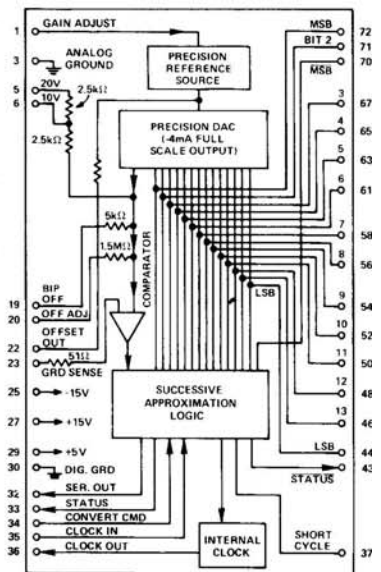 GAIN ADJUST
1
PRECISION
REFERENCE
SOURCE
MSB
72
BIT 2
71
MSB
70
ANALOG
GROUND
3
20V
5
2.5kΩ
10V
6
2.5kΩ
PRECISION DAC
(-4mA FULL
SCALE OUTPUT)
3
67
4
65
5
63
6
61
7
58
8
56
5kΩ
1.5MΩ
COMPARATOR
LSB
9
54
10
52
11
50
12
48
13
46
BIP
OFF
19
OFF ADJ
20
OFFSET
OUT
22
51Ω
23
GRD SENSE
25
-15V
27
+15V
29
+5V
30
DIG. GRD
SUCCESSIVE
APPROXIMATION
LOGIC
LSB
44
STATUS
43
SER. OUT
32
STATUS
33
CONVERT CMD
34
CLOCK IN
35
CLOCK OUT
36
INTERNAL
CLOCK
SHORT
CYCLE
37